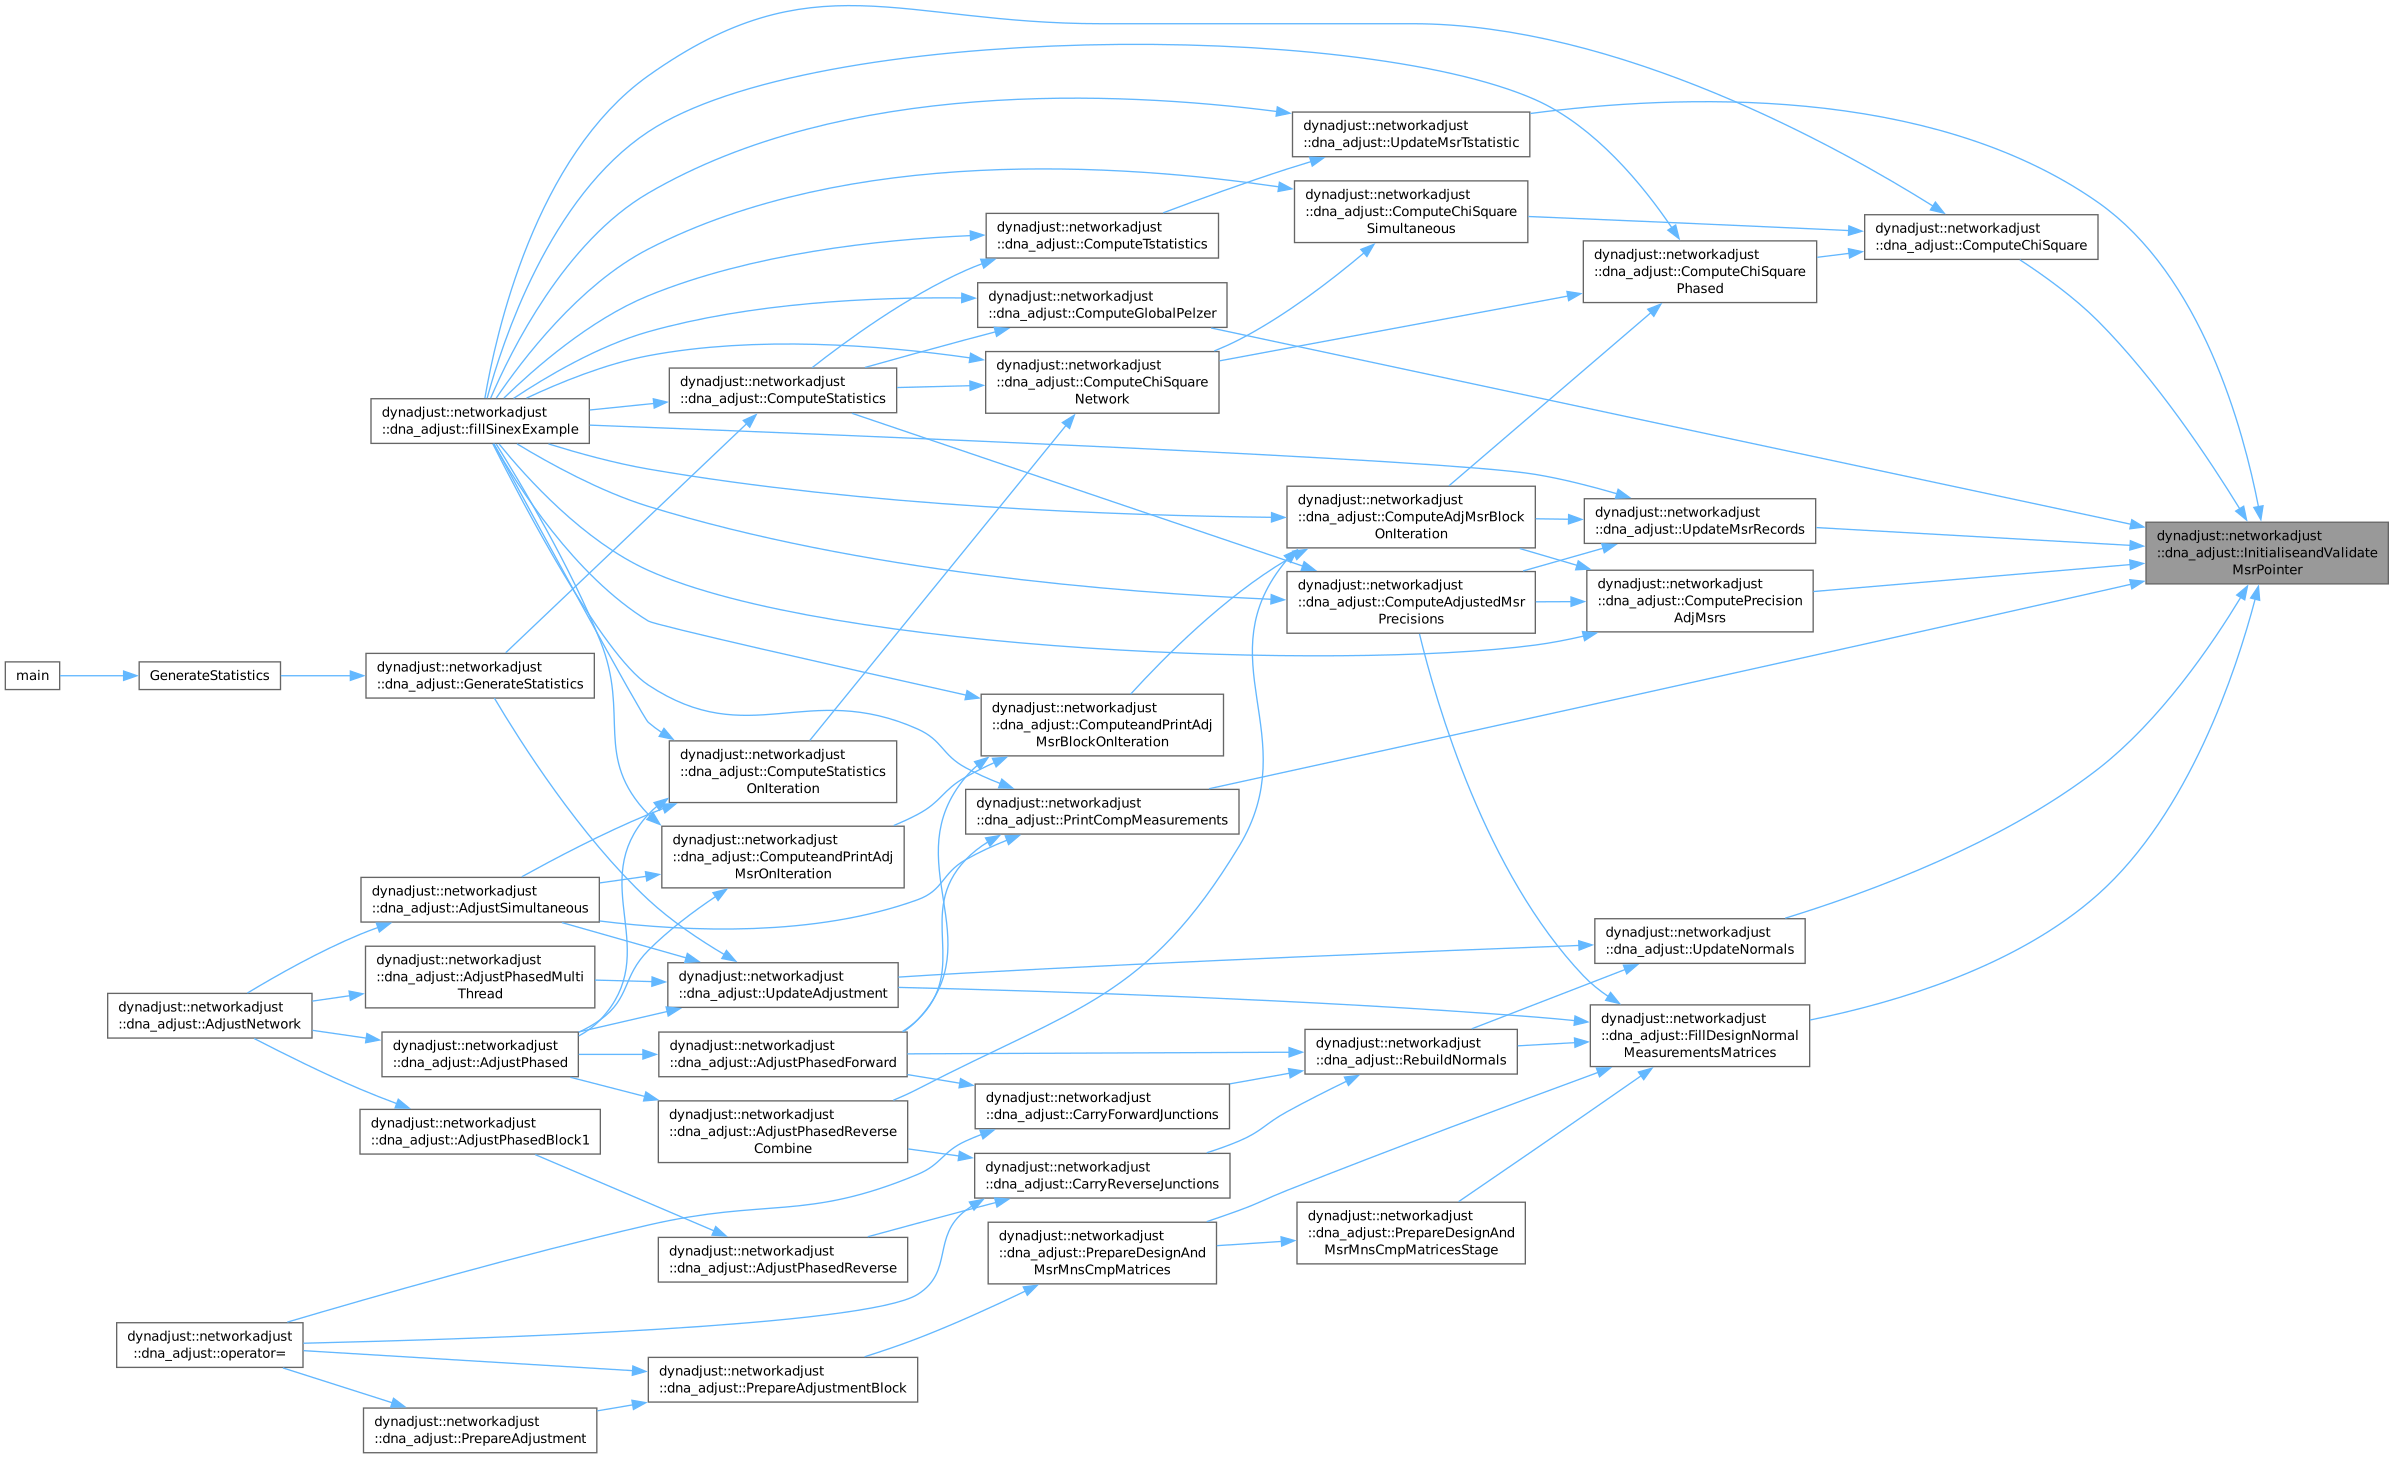 dynadjust::networkadjust
::dna_adjust::UpdateMsrTstatistic
dynadjust::networkadjust
::dna_adjust::ComputeChiSquare
Simultaneous
dynadjust::networkadjust
::dna_adjust::ComputeTstatistics
dynadjust::networkadjust
::dna_adjust::ComputeChiSquare
dynadjust::networkadjust
::dna_adjust::ComputeChiSquare
Phased
dynadjust::networkadjust
::dna_adjust::ComputeGlobalPelzer
dynadjust::networkadjust
::dna_adjust::ComputeChiSquare
Network
dynadjust::networkadjust
::dna_adjust::ComputeStatistics
dynadjust::networkadjust
::dna_adjust::fillSinexExample
dynadjust::networkadjust
::dna_adjust::ComputeAdjMsrBlock
OnIteration
dynadjust::networkadjust
::dna_adjust::UpdateMsrRecords
dynadjust::networkadjust
::dna_adjust::InitialiseandValidate
MsrPointer
dynadjust::networkadjust
::dna_adjust::ComputeAdjustedMsr
Precisions
dynadjust::networkadjust
::dna_adjust::ComputePrecision
AdjMsrs
main
GenerateStatistics
dynadjust::networkadjust
::dna_adjust::GenerateStatistics
dynadjust::networkadjust
::dna_adjust::ComputeandPrintAdj
MsrBlockOnIteration
dynadjust::networkadjust
::dna_adjust::ComputeStatistics
OnIteration
dynadjust::networkadjust
::dna_adjust::PrintCompMeasurements
dynadjust::networkadjust
::dna_adjust::ComputeandPrintAdj
MsrOnIteration
dynadjust::networkadjust
::dna_adjust::AdjustSimultaneous
dynadjust::networkadjust
::dna_adjust::UpdateNormals
dynadjust::networkadjust
::dna_adjust::AdjustPhasedMulti
Thread
dynadjust::networkadjust
::dna_adjust::UpdateAdjustment
dynadjust::networkadjust
::dna_adjust::AdjustNetwork
dynadjust::networkadjust
::dna_adjust::FillDesignNormal
MeasurementsMatrices
dynadjust::networkadjust
::dna_adjust::AdjustPhased
dynadjust::networkadjust
::dna_adjust::AdjustPhasedForward
dynadjust::networkadjust
::dna_adjust::RebuildNormals
dynadjust::networkadjust
::dna_adjust::CarryForwardJunctions
dynadjust::networkadjust
::dna_adjust::AdjustPhasedBlock1
dynadjust::networkadjust
::dna_adjust::AdjustPhasedReverse
Combine
dynadjust::networkadjust
::dna_adjust::CarryReverseJunctions
dynadjust::networkadjust
::dna_adjust::PrepareDesignAnd
MsrMnsCmpMatricesStage
dynadjust::networkadjust
::dna_adjust::PrepareDesignAnd
MsrMnsCmpMatrices
dynadjust::networkadjust
::dna_adjust::AdjustPhasedReverse
dynadjust::networkadjust
::dna_adjust::operator=
dynadjust::networkadjust
::dna_adjust::PrepareAdjustmentBlock
dynadjust::networkadjust
::dna_adjust::PrepareAdjustment